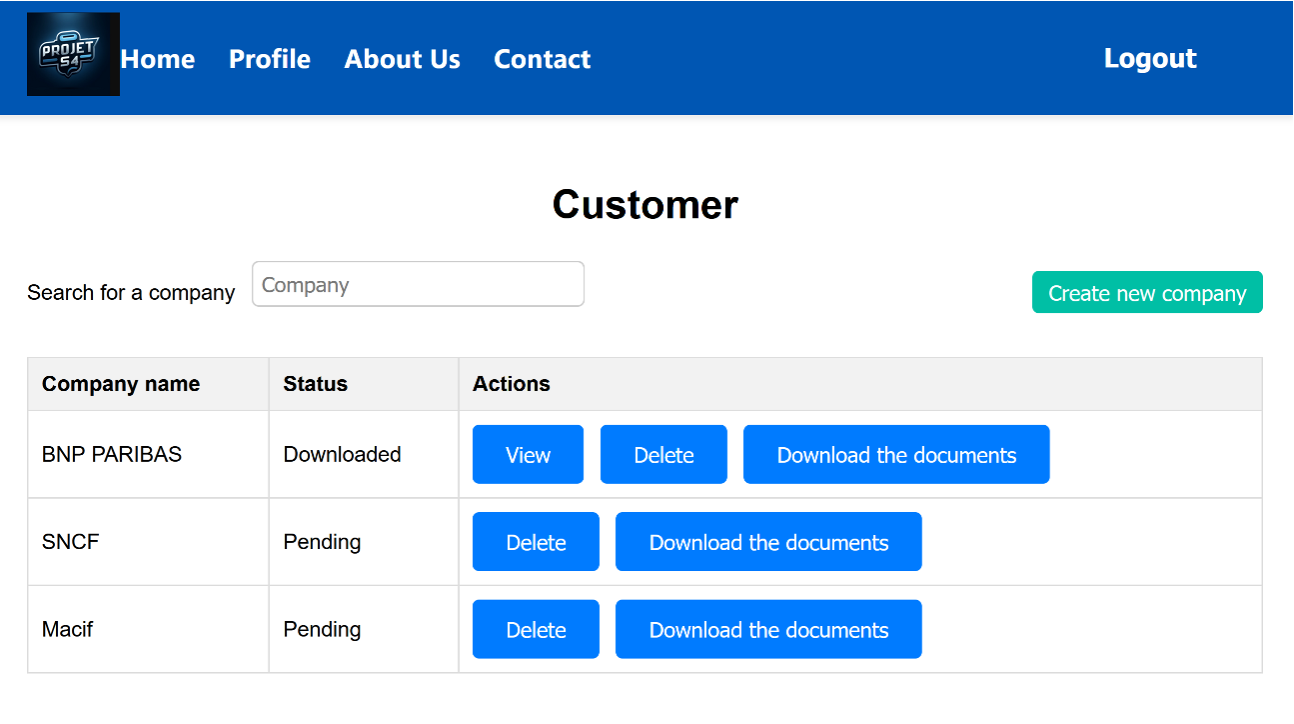 PROJET
S4
Home Profile About Us Contact Logout
Customer
Search for a company Company Create new company
Company name Status Actions
BNP PARIBAS Downloaded View Delete Download the documents
SNCF Pending Delete Download the documents
Macif Pending Delete Download the documents